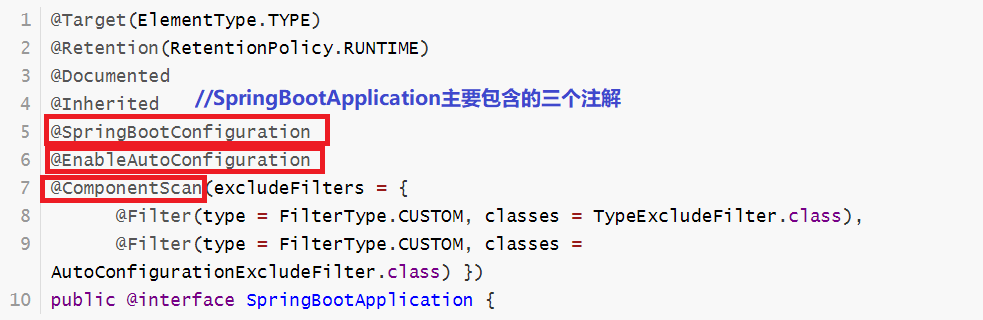 1 @Target(ElementType.TYPE)
2 @Retention(RetentionPolicy.RUNTIME)
3 @Documented
4 @Inherited //SpringBootApplication主要包含的三个注解
5 @SpringBootConfiguration
6 @EnableAutoConfiguration
7 @ComponentScan(excludeFilters = {
8 @Filter(type = FilterType.CUSTOM, classes = TypeExcludeFilter.class),
9 @Filter(type = FilterType.CUSTOM, classes =
AutoConfigurationExcludeFilter.class) })
10 public @interface SpringBootApplication {